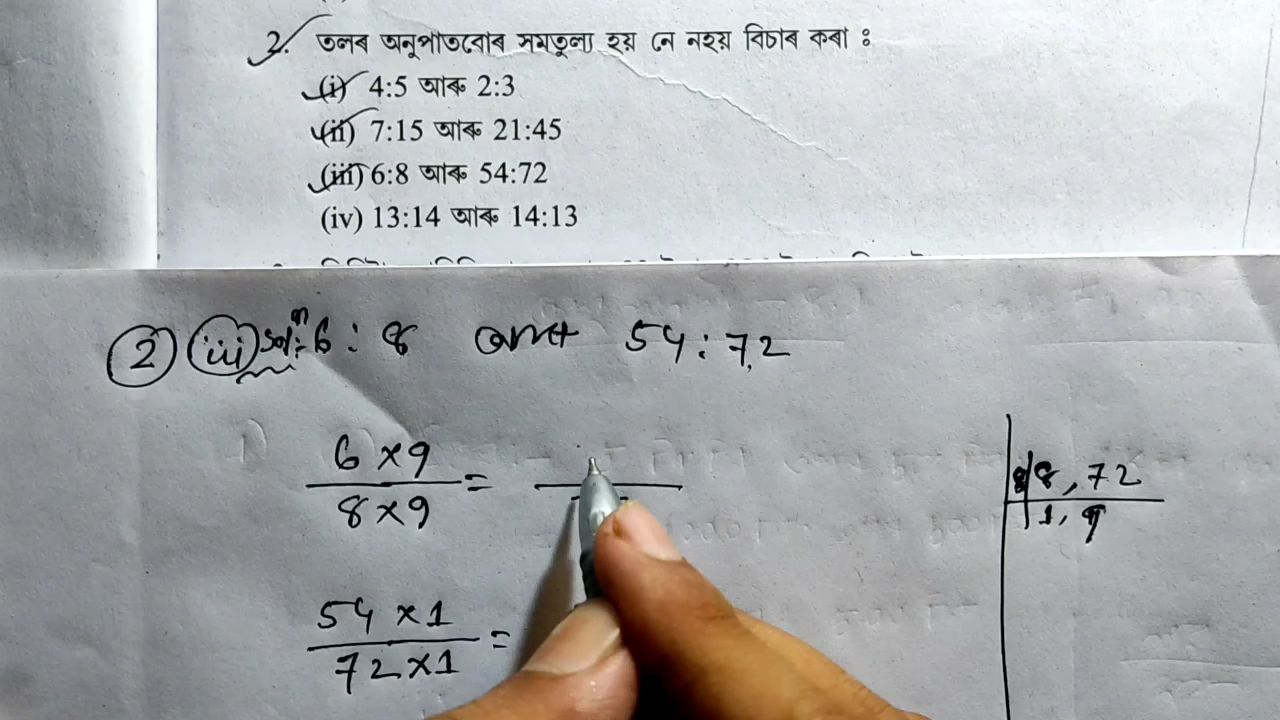 2. তলৰ অনুপাতবোৰ সমতুল্য হয় নে নহয় বিচাৰ কৰা ঃ
(i) 4:5 আৰু 2:3
(ii) 7:15 আৰু 21:45
(iii) 6:8 আৰু 54:72
(iv) 13:14 আৰু 14:13
2 (iii) Solⁿ: 6 : 8 আৰু 54 : 72
6 × 9
8 × 9 =
54 × 1
72 × 1 =
8 8, 72
1, 9